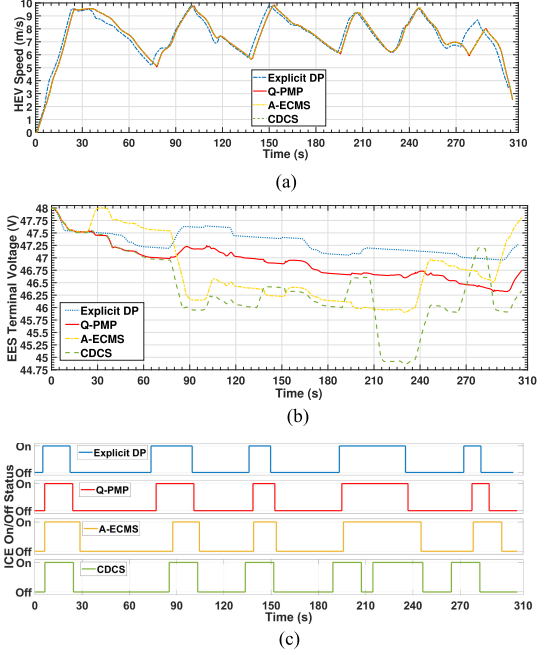 HEV Speed (m/s)
10
9
8
7
6
5
4
3
2
1
0
Explicit DP
Q-PMP
A-ECMS
CDCS
0 30 60 90 120 150 180 210 240 270 300 310
Time (s)
(a)
EES Terminal Voltage (V)
48
47.75
47.5
47.25
47
46.75
46.5
46.25
46
45.75
45.5
45.25
45
44.75
Explicit DP
Q-PMP
A-ECMS
CDCS
0 30 60 90 120 150 180 210 240 270 300 310
Time (s)
(b)
ICE On/Off Status
On
Explicit DP
Off
On
Q-PMP
Off
On
A-ECMS
Off
On
CDCS
Off
0 30 60 90 120 150 180 210 240 270 310
Time (s)
(c)